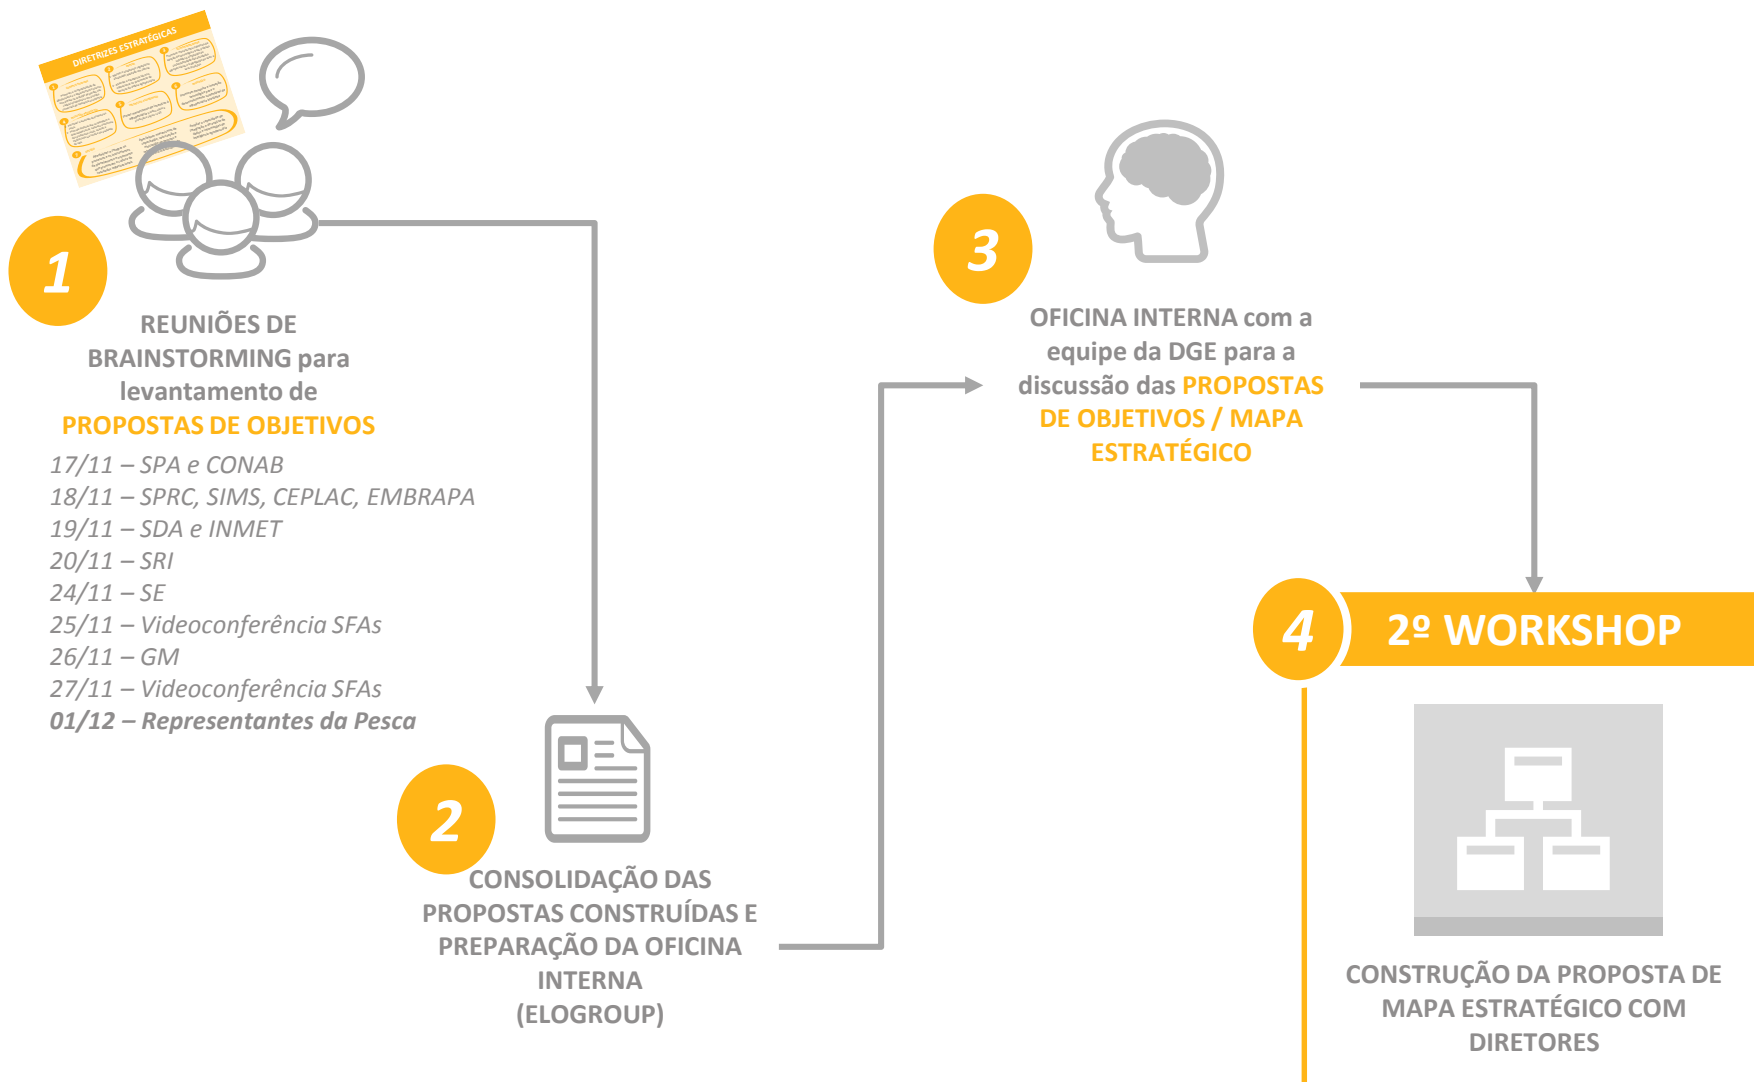 DIRETRIZES ESTRATÉGICAS
1
REUNIÕES DE
BRAINSTORMING para
levantamento de
PROPOSTAS DE OBJETIVOS
17/11 – SPA e CONAB
18/11 – SPRC, SIMS, CEPLAC, EMBRAPA
19/11 – SDA e INMET
20/11 – SRI
24/11 – SE
25/11 – Videoconferência SFAs
26/11 – GM
27/11 – Videoconferência SFAs
01/12 – Representantes da Pesca
2
CONSOLIDAÇÃO DAS
PROPOSTAS CONSTRUÍDAS E
PREPARAÇÃO DA OFICINA
INTERNA
(ELOGROUP)
3
OFICINA INTERNA com a
equipe da DGE para a
discussão das PROPOSTAS
DE OBJETIVOS / MAPA
ESTRATÉGICO
4
2º WORKSHOP
CONSTRUÇÃO DA PROPOSTA DE
MAPA ESTRATÉGICO COM
DIRETORES